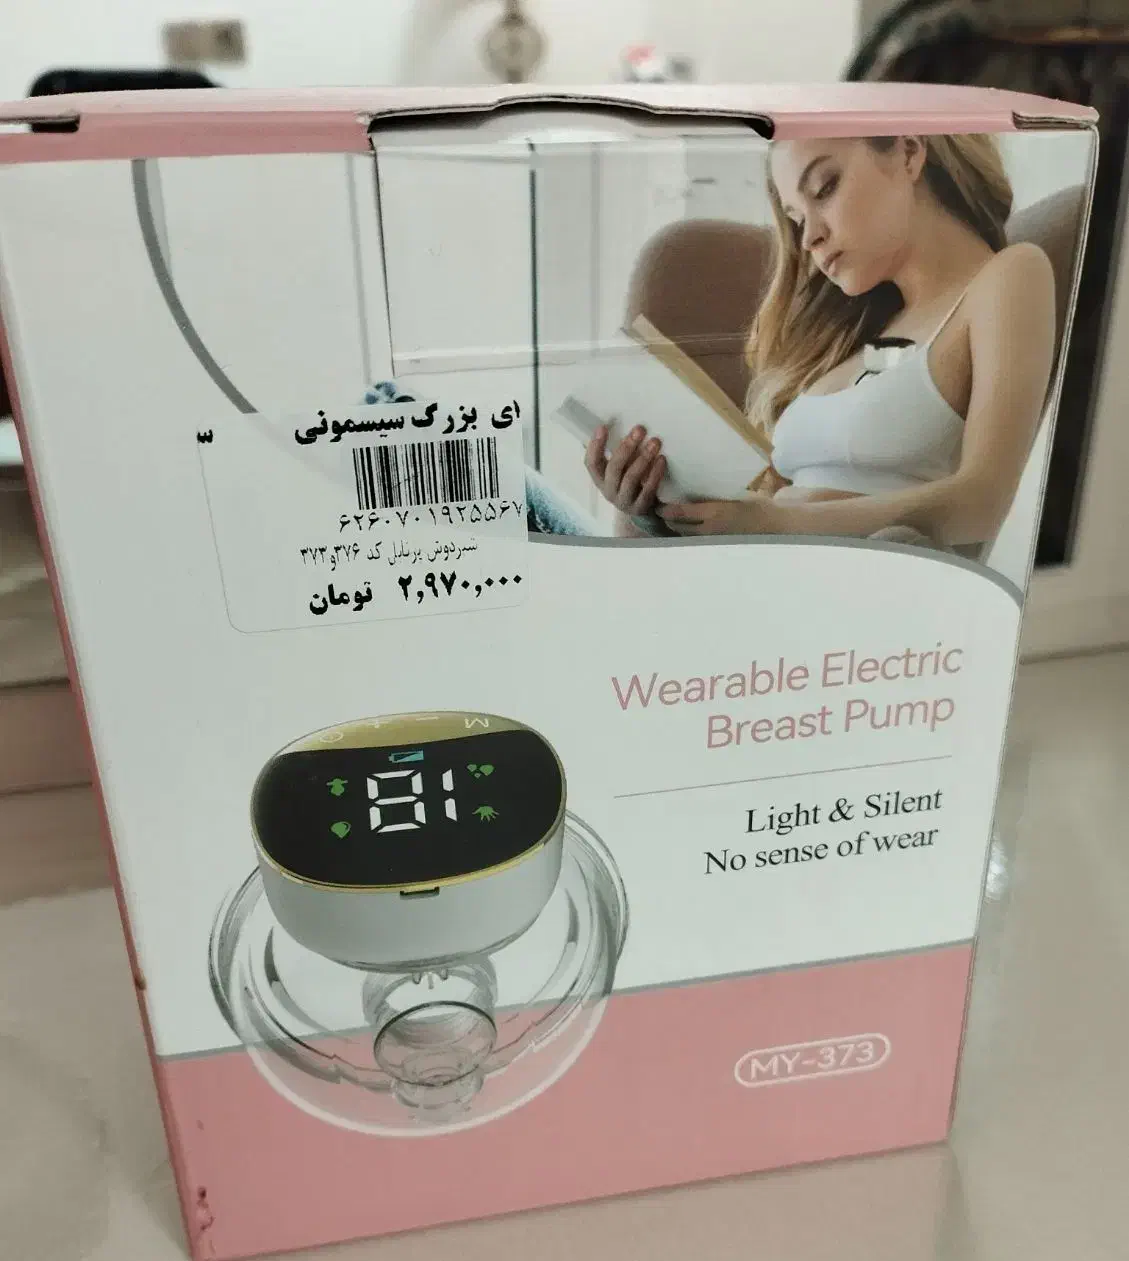 ای بزرگ سیسمونی
۶۲۶۰۷۰۱۹۲۵۵۶۷
شیردوش پرتابل کد ۳۷۶و۳۷۳
۲,۹۷۰,۰۰۰ تومان
Wearable Electric
Breast Pump
Light & Silent
No sense of wear
81
MY-373